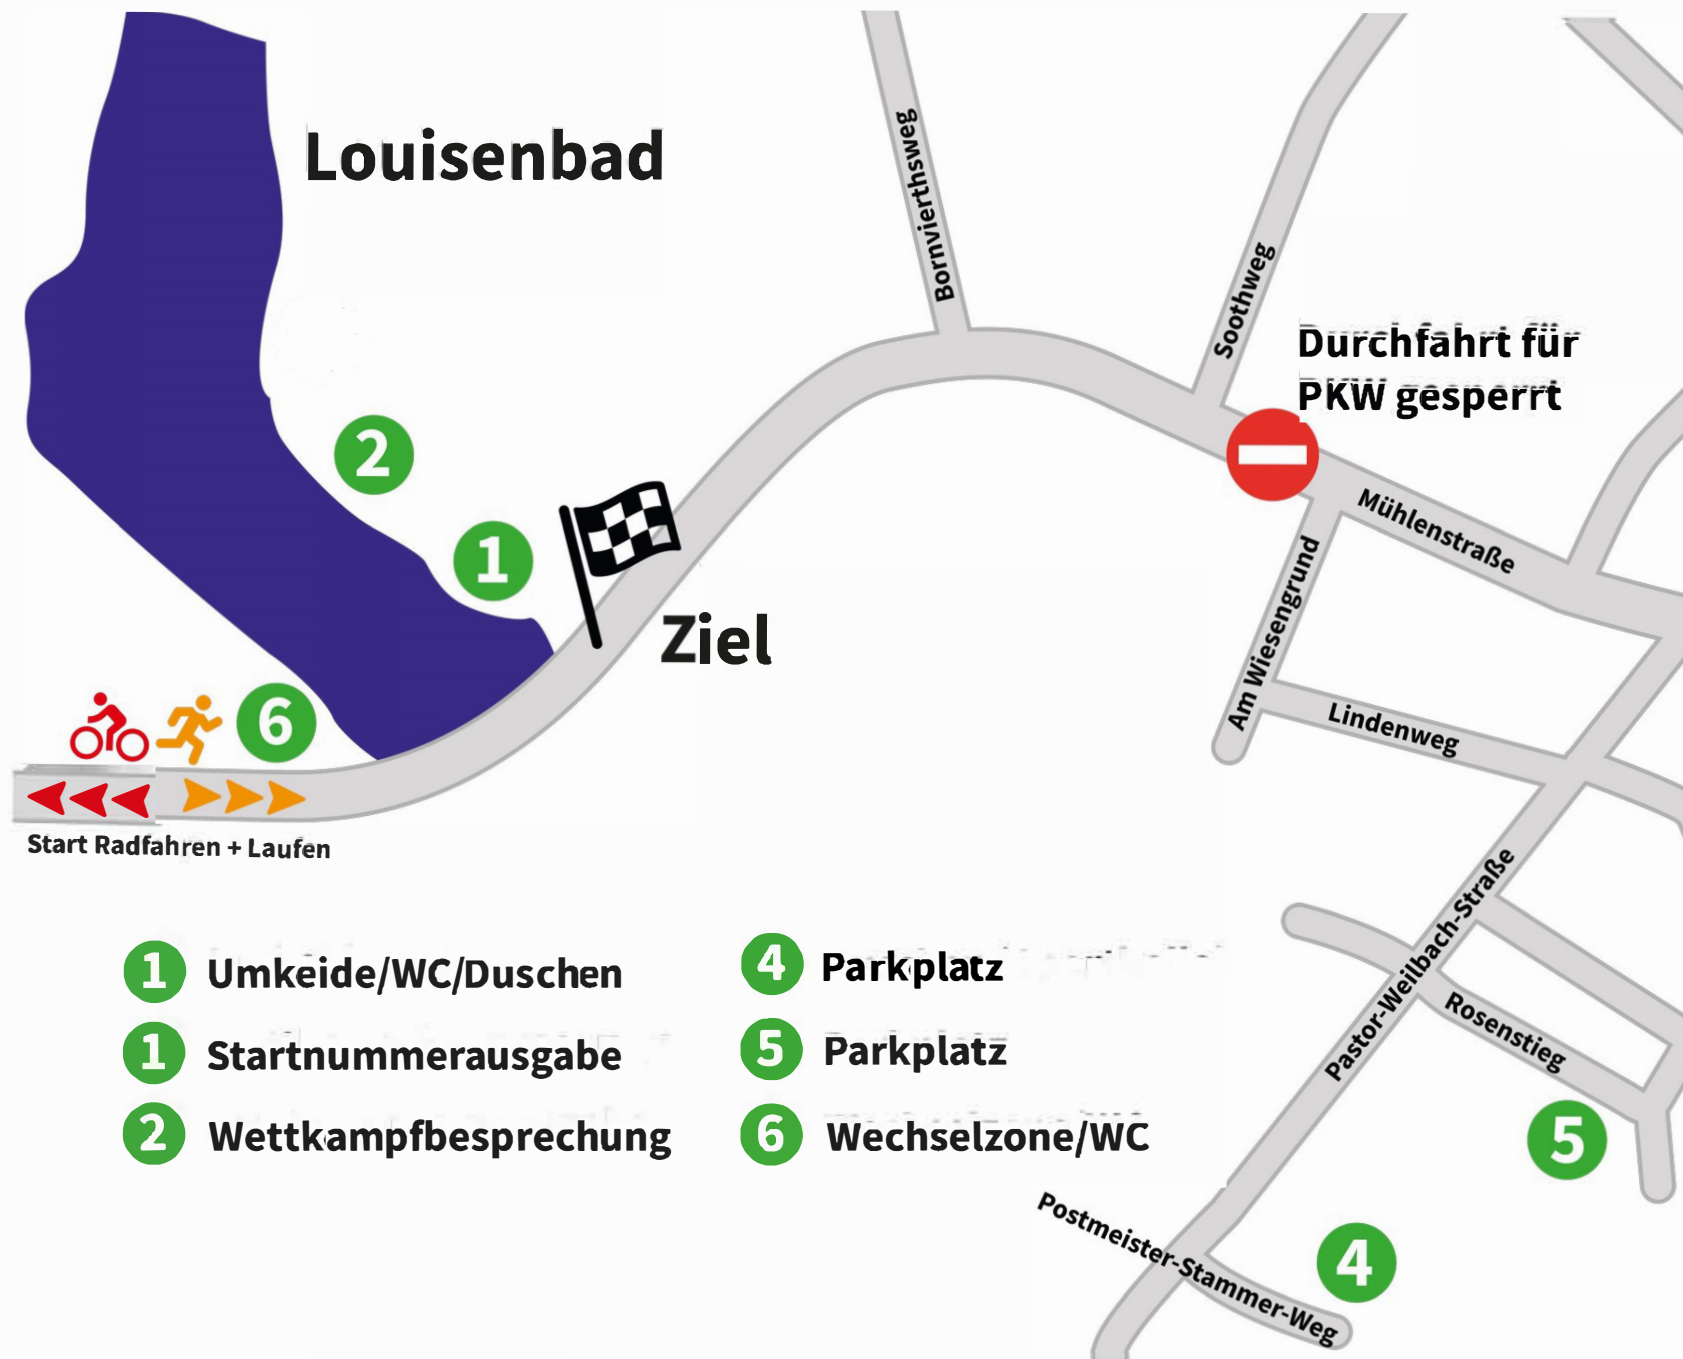 Louisenbad
Bornvierthsweg
Soothweg
Durchfahrt für
PKW gesperrt
2
1
Mühlenstraße
Ziel
Am Wiesengrund
6
Lindenweg
Start Radfahren + Laufen
Pastor-Weilbach-Straße
1 Umkeide/WC/Duschen
1 Startnummerausgabe
2 Wettkampfbesprechung
4 Parkplatz
5 Parkplatz
6 Wechselzone/WC
Rosenstieg
5
Postmeister-Stammer-Weg
4